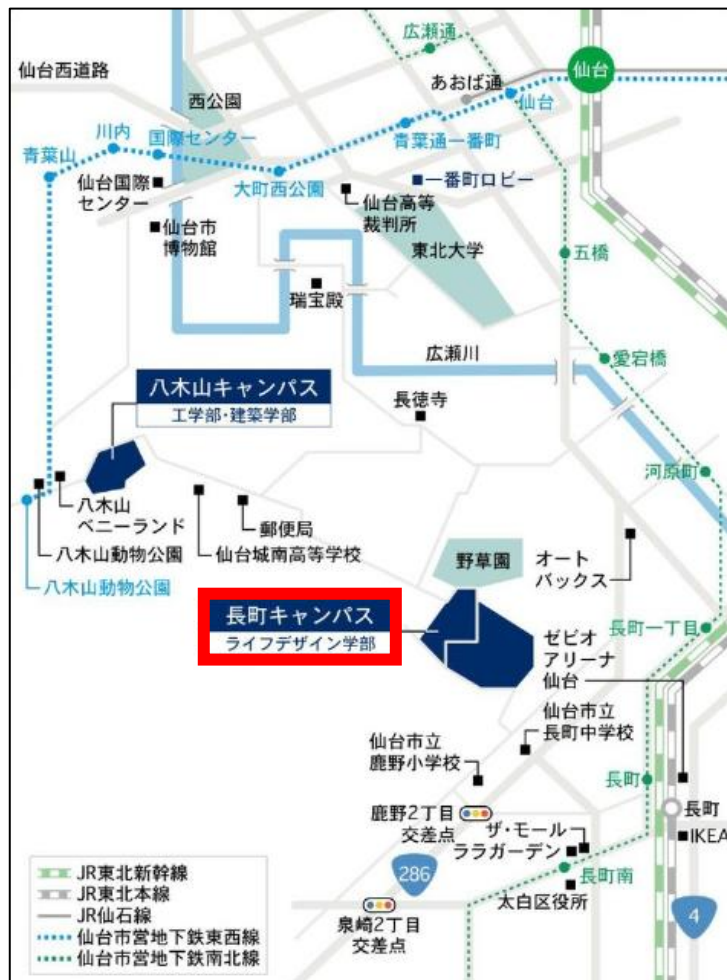 広瀬通
仙台西道路
仙台
あおば通
西公園
仙台
川内
国際センター
青葉通一番町
青葉山
大町西公園
一番町ロビー
仙台国際
センター
仙台高等
裁判所
仙台市
博物館
東北大学
五橋
瑞宝殿
広瀬川
愛宕橋
八木山キャンパス
工学部・建築学部
長徳寺
河原町
八木山
ベニーランド
郵便局
野草園
オート
バックス
八木山動物公園
仙台城南高等学校
八木山動物公園
長町キャンパス
ライフデザイン学部
長町一丁目
ゼビオ
アリーナ
仙台
仙台市立
長町中学校
仙台市立
鹿野小学校
長町
鹿野2丁目
交差点
長町
ザ・モール
ララガーデン
IKEA
286
長町南
太白区役所
4
泉崎2丁目
交差点
JR東北新幹線
JR東北本線
JR仙石線
仙台市営地下鉄東西線
仙台市営地下鉄南北線